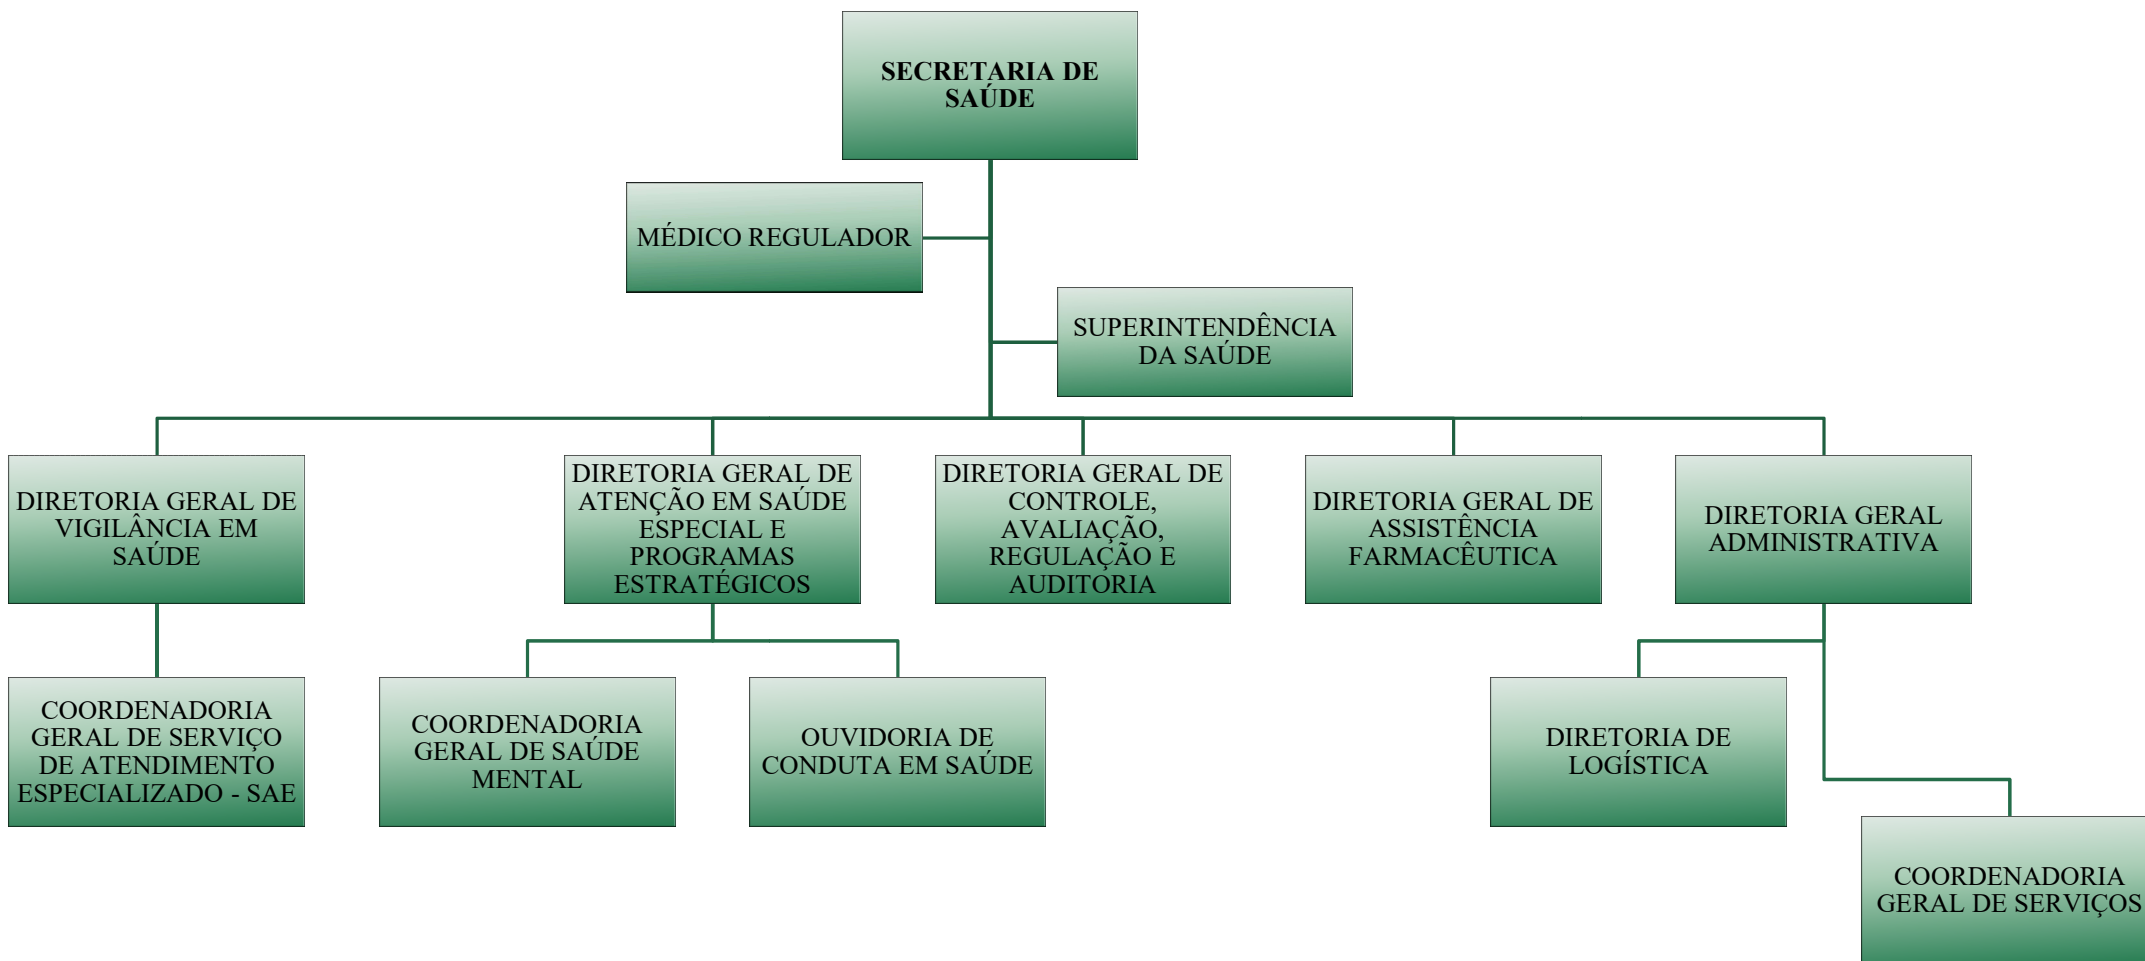 SECRETARIA DE
SAÚDE
MÉDICO REGULADOR
SUPERINTENDÊNCIA
DA SAÚDE
DIRETORIA GERAL DE
VIGILÂNCIA EM
SAÚDE
DIRETORIA GERAL DE
ATENÇÃO EM SAÚDE
ESPECIAL E
PROGRAMAS
ESTRATÉGICOS
DIRETORIA GERAL DE
CONTROLE,
AVALIAÇÃO,
REGULAÇÃO E
AUDITORIA
DIRETORIA GERAL DE
ASSISTÊNCIA
FARMACÊUTICA
DIRETORIA GERAL
ADMINISTRATIVA
COORDENADORIA
GERAL DE SERVIÇO
DE ATENDIMENTO
ESPECIALIZADO - SAE
COORDENADORIA
GERAL DE SAÚDE
MENTAL
OUVIDORIA DE
CONDUTA EM SAÚDE
DIRETORIA DE
LOGÍSTICA
COORDENADORIA
GERAL DE SERVIÇOS